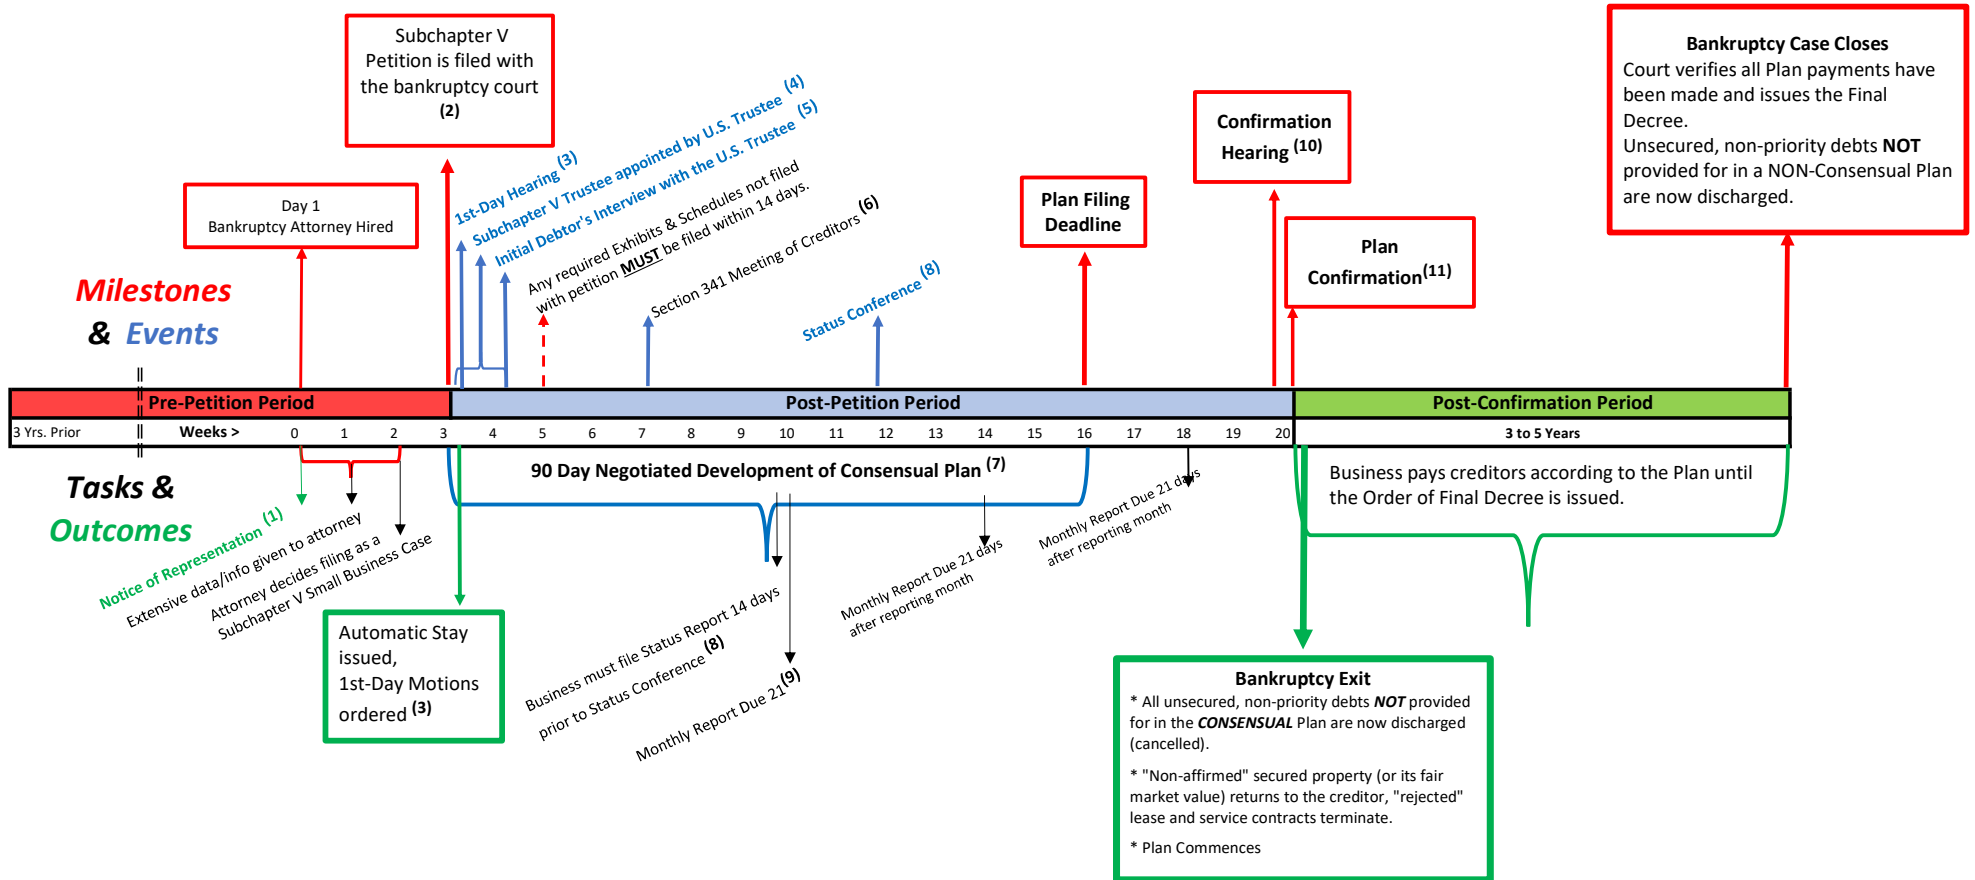 Subchapter V
Petition is filed with
the bankruptcy court
(2)
Day 1
Bankruptcy Attorney Hired
1st-Day Hearing (3)
Subchapter V Trustee appointed by U.S. Trustee (4)
Initial Debtor's Interview with the U.S. Trustee (5)
Any required Exhibits & Schedules not filed
with petition MUST be filed within 14 days.
Section 341 Meeting of Creditors (6)
Status Conference (8)
Plan Filing
Deadline
Confirmation
Hearing (10)
Plan
Confirmation(11)
Bankruptcy Case Closes
Court verifies all Plan payments have
been made and issues the Final
Decree.
Unsecured, non-priority debts NOT
provided for in a NON-Consensual Plan
are now discharged.
Milestones
& Events
Pre-Petition Period
Post-Petition Period
Post-Confirmation Period
3 Yrs. Prior
Weeks >
0 1 2 3 4 5 6 7 8 9 10 11 12 13 14 15 16 17 18 19 20
3 to 5 Years
Tasks &
Outcomes
Notice of Representation (1)
Extensive data/info given to attorney
Attorney decides filing as a
Subchapter V Small Business Case
Automatic Stay
issued,
1st-Day Motions
ordered (3)
90 Day Negotiated Development of Consensual Plan (7)
Business must file Status Report 14 days
prior to Status Conference (8)
Monthly Report Due 21(9)
Monthly Report Due 21 days
after reporting month
Monthly Report Due 21 days
after reporting month
Business pays creditors according to the Plan until
the Order of Final Decree is issued.
Bankruptcy Exit
* All unsecured, non-priority debts NOT provided
for in the CONSENSUAL Plan are now discharged
(cancelled).
* "Non-affirmed" secured property (or its fair
market value) returns to the creditor, "rejected"
lease and service contracts terminate.
* Plan Commences